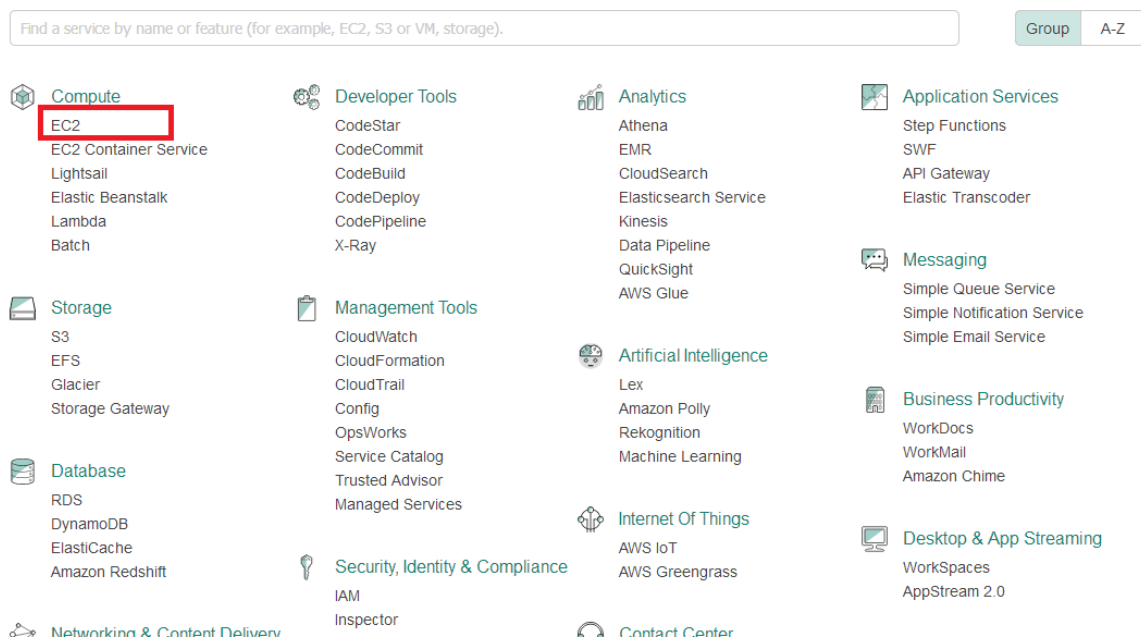 Find a service by name or feature (for example, EC2, S3 or VM, storage).
Group
A-Z
Compute
EC2
EC2 Container Service
Lightsail
Elastic Beanstalk
Lambda
Batch
Storage
S3
EFS
Glacier
Storage Gateway
Database
RDS
DynamoDB
ElastiCache
Amazon Redshift
Networking & Content Delivery
Developer Tools
CodeStar
CodeCommit
CodeBuild
CodeDeploy
CodePipeline
X-Ray
Management Tools
CloudWatch
CloudFormation
CloudTrail
Config
OpsWorks
Service Catalog
Trusted Advisor
Managed Services
Security, Identity & Compliance
IAM
Inspector
Analytics
Athena
EMR
CloudSearch
Elasticsearch Service
Kinesis
Data Pipeline
QuickSight
AWS Glue
Artificial Intelligence
Lex
Amazon Polly
Rekognition
Machine Learning
Internet Of Things
AWS IoT
AWS Greengrass
Contact Center
Application Services
Step Functions
SWF
API Gateway
Elastic Transcoder
Messaging
Simple Queue Service
Simple Notification Service
Simple Email Service
Business Productivity
WorkDocs
WorkMail
Amazon Chime
Desktop & App Streaming
WorkSpaces
AppStream 2.0